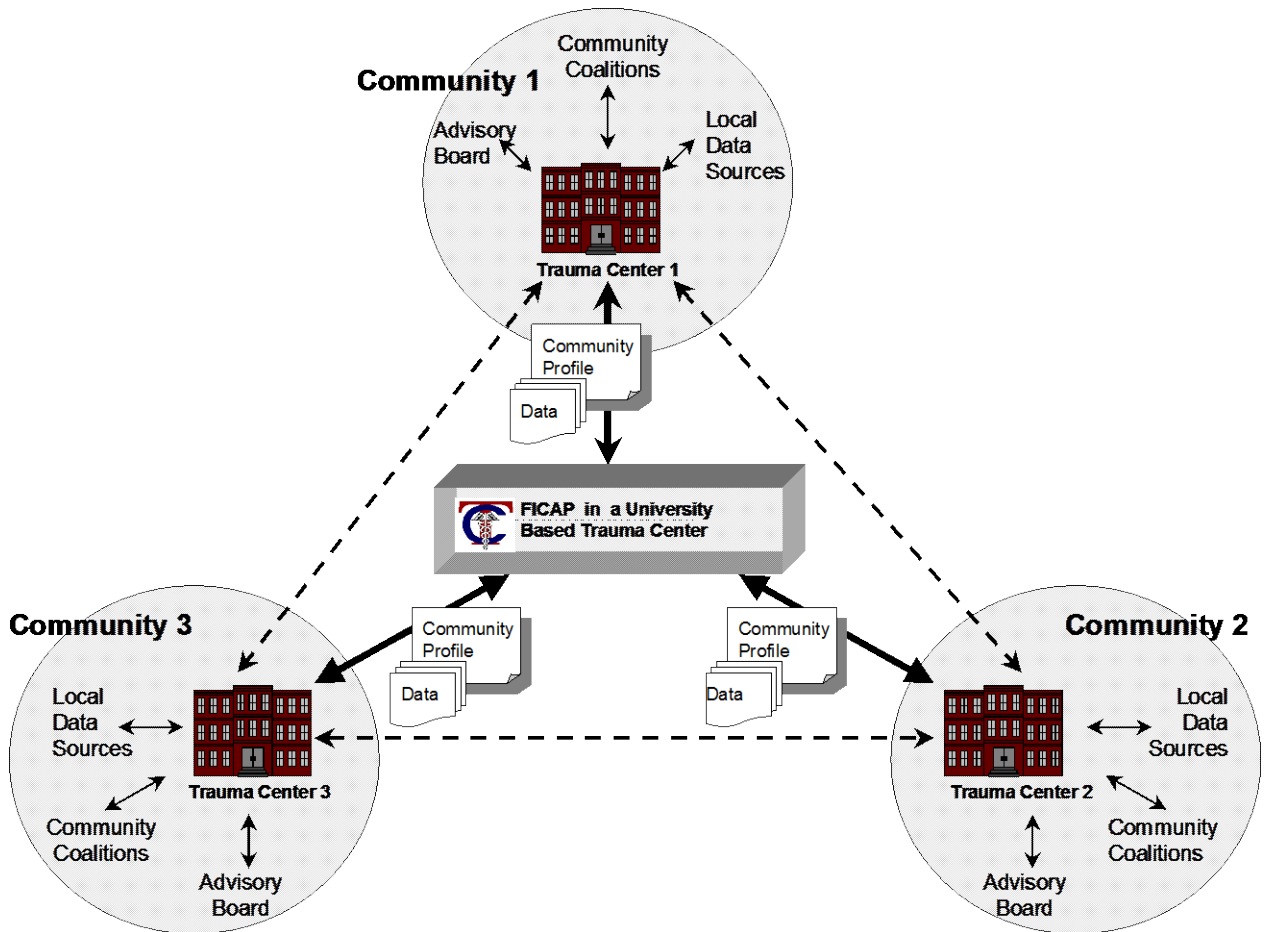 Community
Coalitions
Community 1
Advisory
Board
Local
Data
Sources
Trauma Center 1
Community
Profile
Data
FICAP in a University
Based Trauma Center
Community 3
Community
Profile
Data
Local
Data
Sources
Trauma Center 3
Community
Coalitions
Advisory
Board
Community 2
Community
Profile
Data
Local
Data
Sources
Trauma Center 2
Community
Coalitions
Advisory
Board